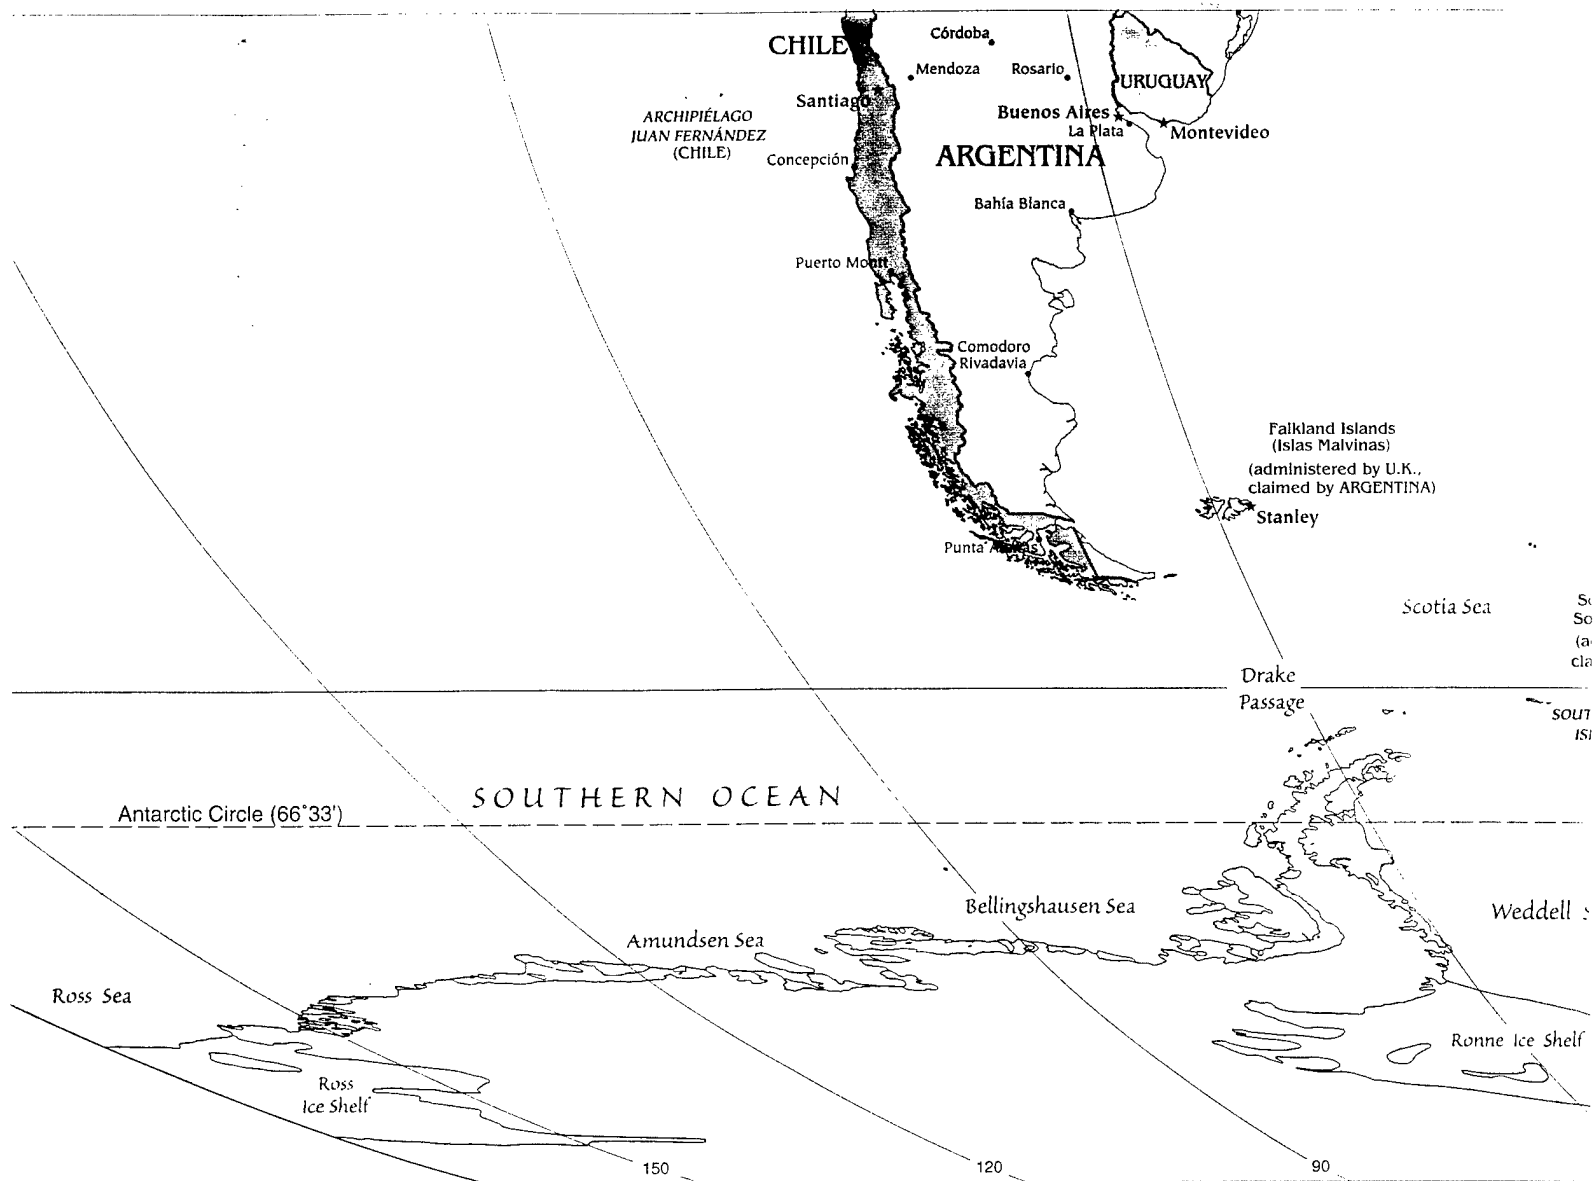 CHILE
Córdoba
Mendoza
Rosario
URUGUAY
Santiago
Buenos Aires
La Plata
Montevideo
ARCHIPIÉLAGO
JUAN FERNÁNDEZ
(CHILE)
Concepción
ARGENTINA
Bahía Blanca
Puerto Montt
Comodoro
Rivadavia
Falkland Islands
(Islas Malvinas)
(administered by U.K.,
claimed by ARGENTINA)
Stanley
Punta
Scotia Sea
Drake
Passage
SOUTHERN OCEAN
Antarctic Circle (66°33')
Bellingshausen Sea
Weddell
Amundsen Sea
Ross Sea
Ronne Ice Shelf
Ross
Ice Shelf
150
120
90